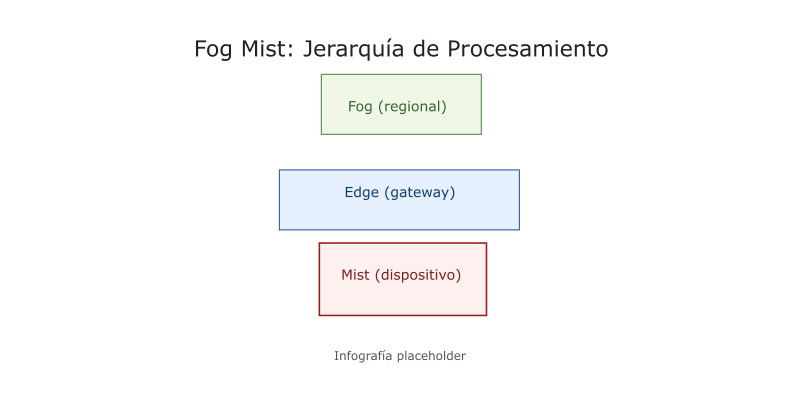 Fog Mist: Jerarquía de Procesamiento
Fog (regional)
Edge (gateway)
Mist (dispositivo)
Infografía placeholder